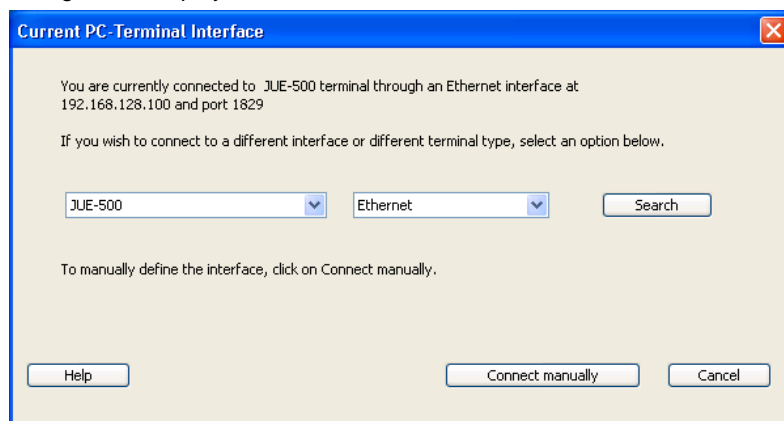 Current PC-Terminal Interface
You are currently connected to JUE-500 terminal through an Ethernet interface at
192.168.128.100 and port 1829
If you wish to connect to a different interface or different terminal type, select an option below.
JUE-500 Ethernet Search
To manually define the interface, click on Connect manually.
Help Connect manually Cancel